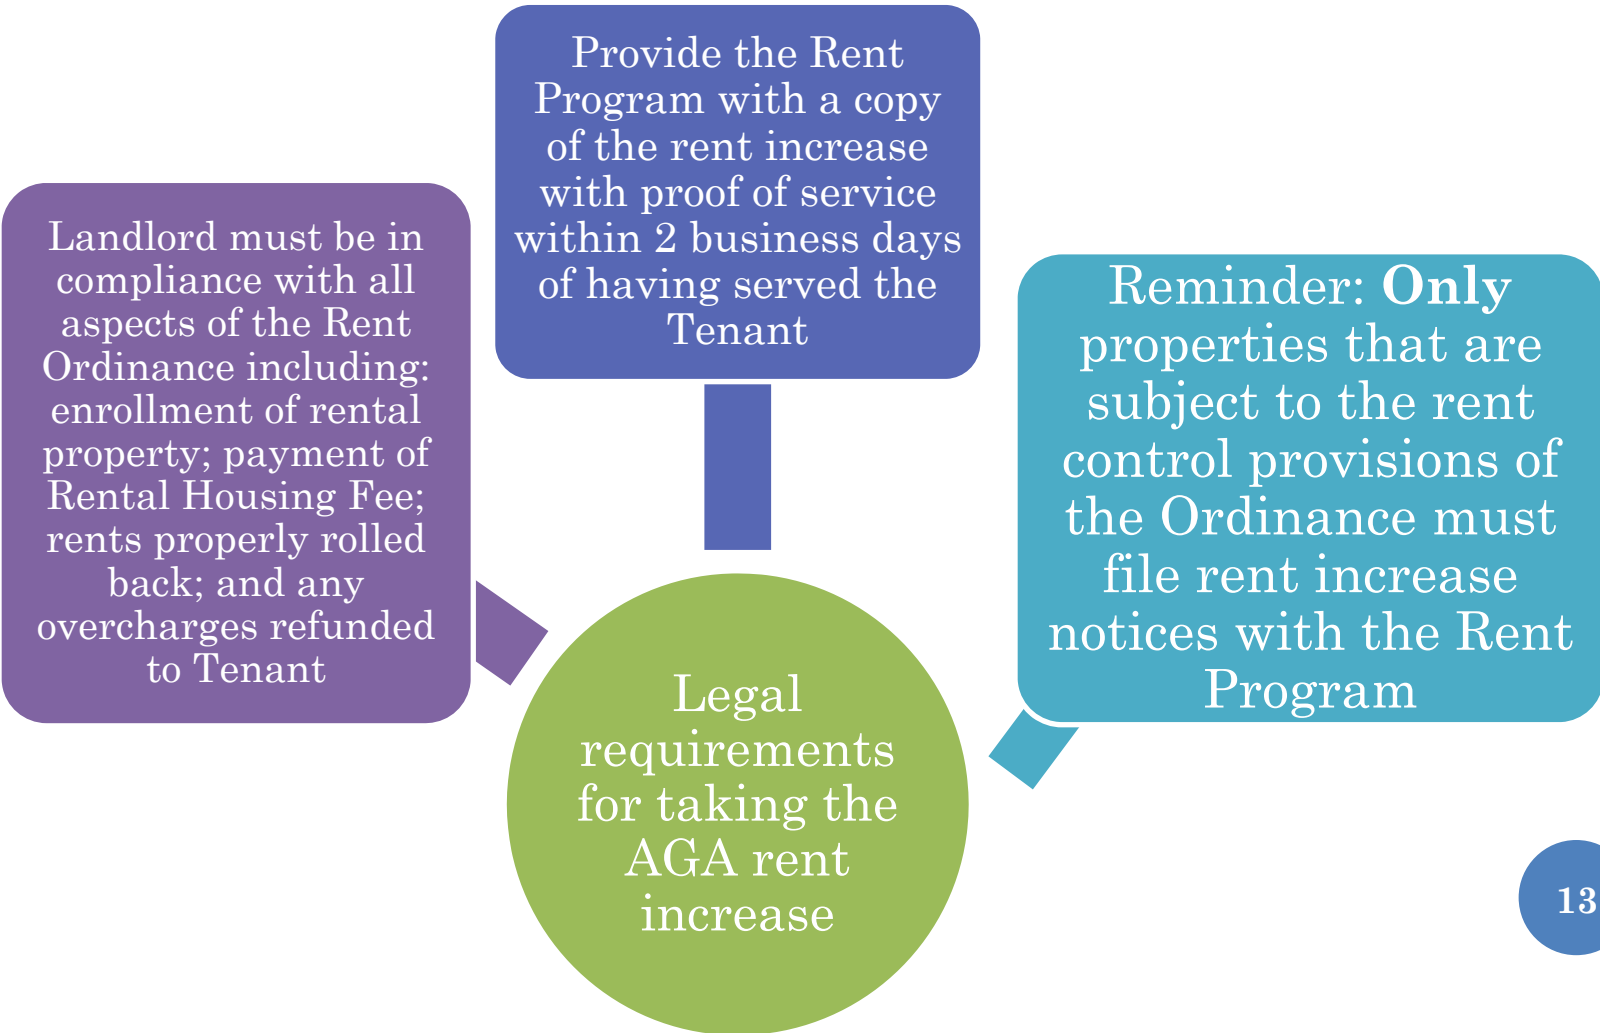 Provide the Rent
Program with a copy
of the rent increase
with proof of service
within 2 business days
of having served the
Tenant
Landlord must be in
compliance with all
aspects of the Rent
Ordinance including:
enrollment of rental
property; payment of
Rental Housing Fee;
rents properly rolled
back; and any
overcharges refunded
to Tenant
Reminder: Only
properties that are
subject to the rent
control provisions of
the Ordinance must
file rent increase
notices with the Rent
Program
Legal
requirements
for taking the
AGA rent
increase
13